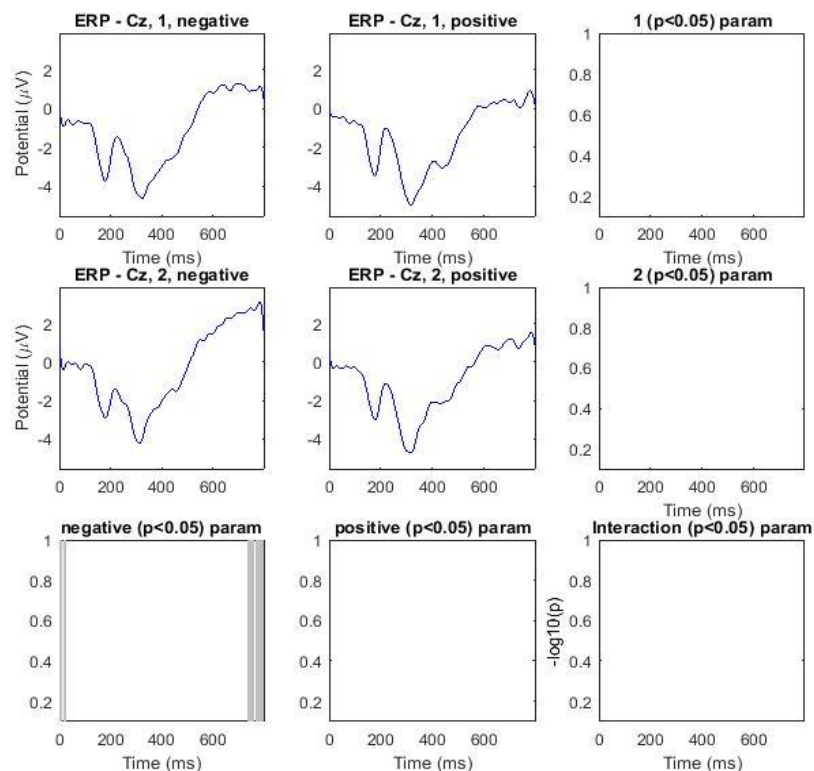 ERP - Cz, 1, negative
ERP - Cz, 1, positive
1 (p<0.05) param
Potential (μV)
2
0
-2
-4
0 200 400 600
Time (ms)
0 200 400 600
Time (ms)
1
0.8
0.6
0.4
0.2
0 200 400 600
Time (ms)
ERP - Cz, 2, negative
ERP - Cz, 2, positive
2 (p<0.05) param
Potential (μV)
2
0
-2
-4
2
0
-2
-4
0 200 400 600
0 200 400 600
1
0.8
0.6
0.4
0.2
0 200 400 600
Time (ms)
negative (p<0.05) param
positive (p<0.05) param
Interaction (p<0.05) param
1
0.8
0.6
0.4
0.2
0 200 400 600
Time (ms)
1
0.8
0.6
0.4
0.2
0 200 400 600
Time (ms)
-log10(p)
1
0.8
0.6
0.4
0.2
0 200 400 600
Time (ms)